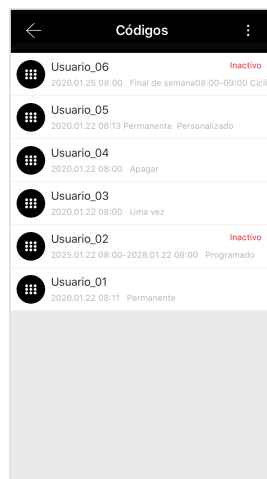 Códigos
Usuario_06 Inactivo
2020.01.25 08:00 Final de semana08:00-09:00
Usuario_05
2020.01.22 08:13 Permanente Personalizado
Usuario_04
2020.01.22 08:00 Apagar
Usuario_03
2020.01.22 08:00 Uma vez
Usuario_02 Inactivo
2025.01.22 08:00-2028.01.22 08:00 Programado
Usuario_01
2020.01.22 08:11 Permanente